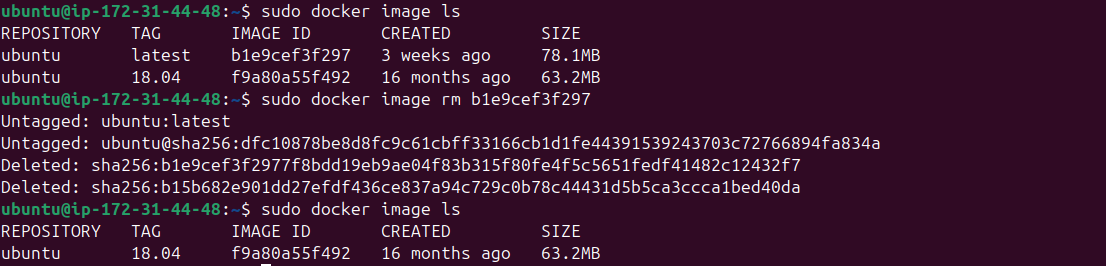 ubuntu@ip-172-31-44-48:~$ sudo docker image ls
REPOSITORY   TAG       IMAGE ID       CREATED         SIZE
ubuntu       latest    b1e9cef3f297   3 weeks ago     78.1MB
ubuntu       18.04     f9a80a55f492   16 months ago   63.2MB
ubuntu@ip-172-31-44-48:~$ sudo docker image rm b1e9cef3f297
Untagged: ubuntu:latest
Untagged: ubuntu@sha256:dfc10878be8d8fc9c61cbff33166cb1d1fe44391539243703c72766894fa834a
Deleted: sha256:b1e9cef3f2977f8bdd19eb9ae04f83b315f80fe4f5c5651fedf41482c12432f7
Deleted: sha256:b15b682e901dd27efdf436ce837a94c729c0b78c44431d5b5ca3ccca1bed40da
ubuntu@ip-172-31-44-48:~$ sudo docker image ls
REPOSITORY   TAG       IMAGE ID       CREATED         SIZE
ubuntu       18.04     f9a80a55f492   16 months ago   63.2MB